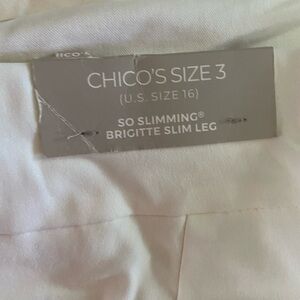 CHICO'S SIZE 3
(U.S. SIZE 16)
SO SLIMMING®
BRIGITTE SLIM LEG